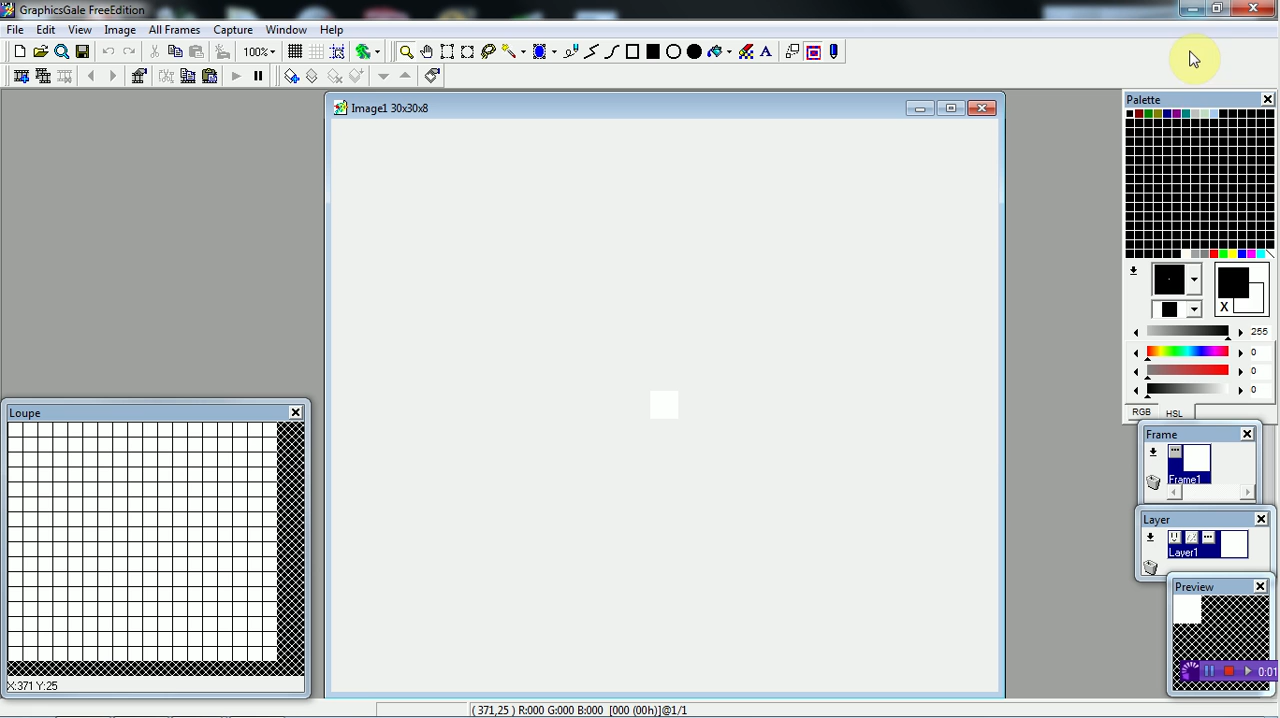 GraphicsGale FreeEdition
File Edit View Image All Frames Capture Window Help
100%
A
Image1 30x30x8
Palette
X
255
0
0
0
RGB HSL
Loupe
X:371 Y:25
Frame
Frame1
Layer
Layer1
Preview
0:01
( 371,25 ) R:000 G:000 B:000 [000 (00h)]@1/1